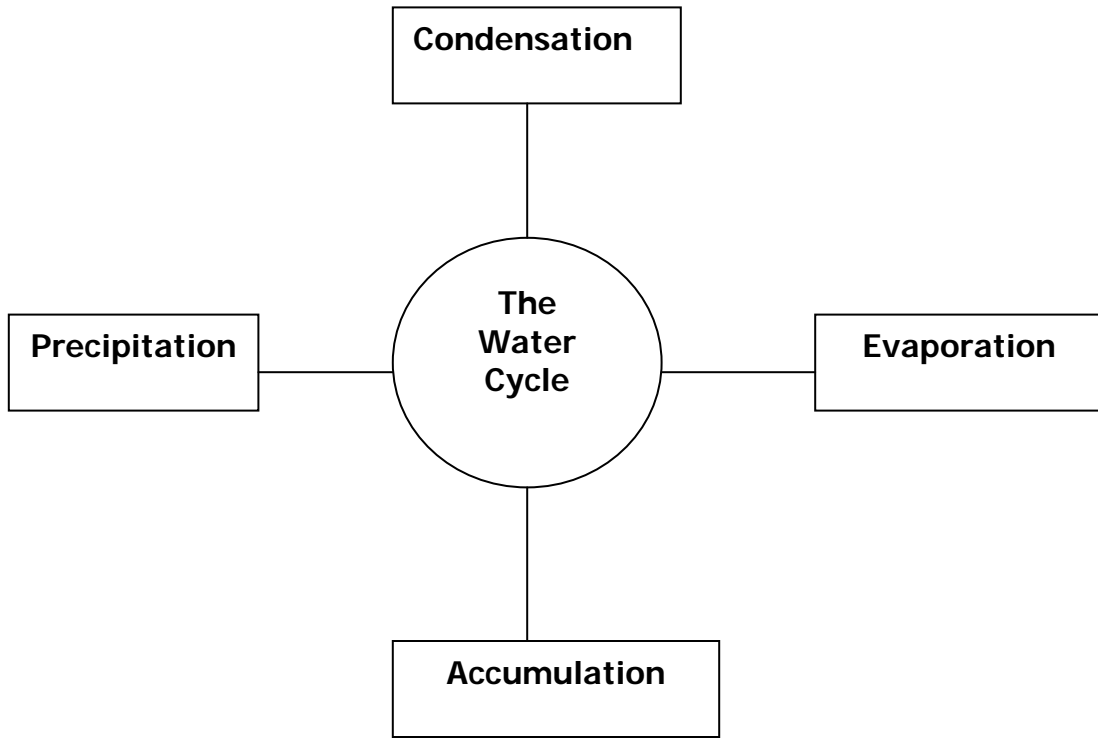 Condensation
Precipitation
The
Water
Cycle
Evaporation
Accumulation